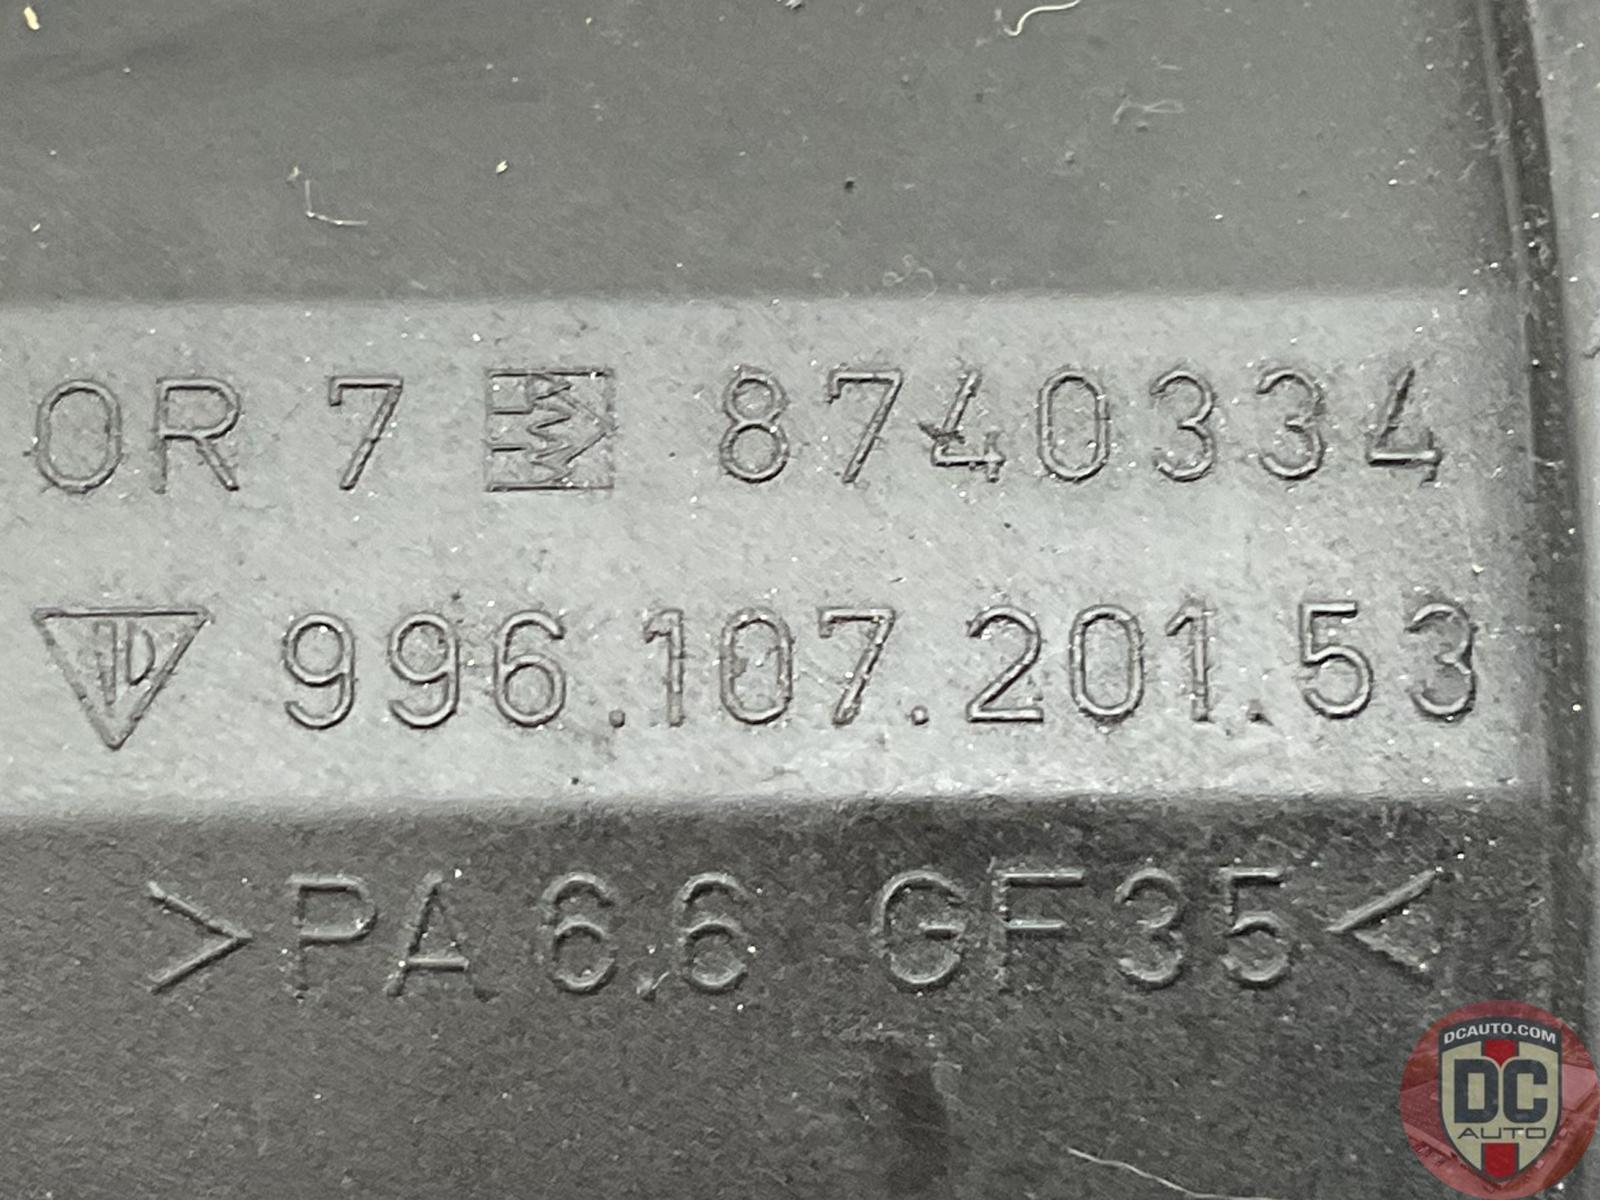 OR 7 8740334
996.107.201.53
>PA 6.6 GF35<
DCAUTO.COM
DC
AUTO